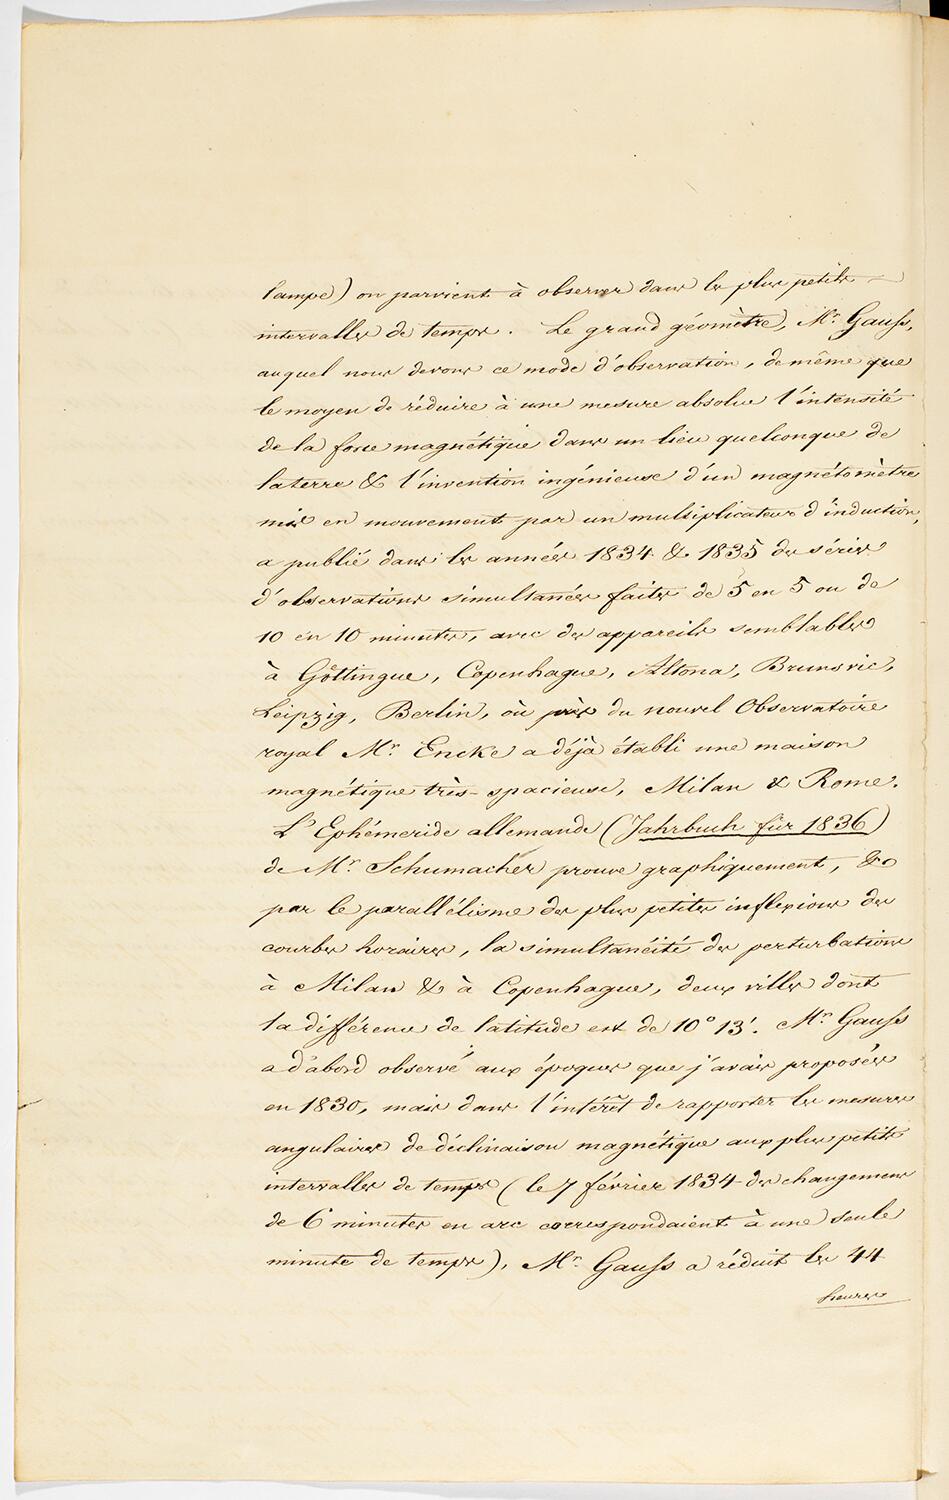 lampe) on parvient à observer dans les plus petits
intervalles de temps. Le grand géomètre, Mr. Gauss,
auquel nous devons ce mode d'observation, de même que
le moyen de réduire à une mesure absolue l'intensité
de la force magnétique dans un lieu quelconque de
la terre & l'invention ingénieuse d'un magnétomètre
mis en mouvement par un multiplicateur d'induction,
a publié dans les années 1834 & 1835 des séries
d'observations simultanées faites de 5 en 5 ou de
10 en 10 minutes, avec des appareils semblables
à Göttingue, Copenhague, Altona, Brunsvic,
Leipzig, Berlin, où près du nouvel Observatoire
royal Mr. Encke a déjà établi une maison
magnétique très-spacieuse, Milan & Rome.
L'Ephéméride allemande (Jahrbuch für 1836)
de Mr. Schumacher prouve graphiquement, &
par le parallélisme des plus petites inflexions des
courbes horaires, la simultanéité des perturbations
à Milan & à Copenhague, deux villes dont
la différence de latitude est de 10° 13'. Mr. Gauss
a d'abord observé aux époques que j'avais proposées
en 1830, mais dans l'intérêt de rapporter les mesures
angulaires de déclinaison magnétique aux plus petits
intervalles de temps (le 7 février 1834 des changemens
de 6 minutes en arc correspondaient à une seule
minute de temps), Mr. Gauss a réduit les 44
heures